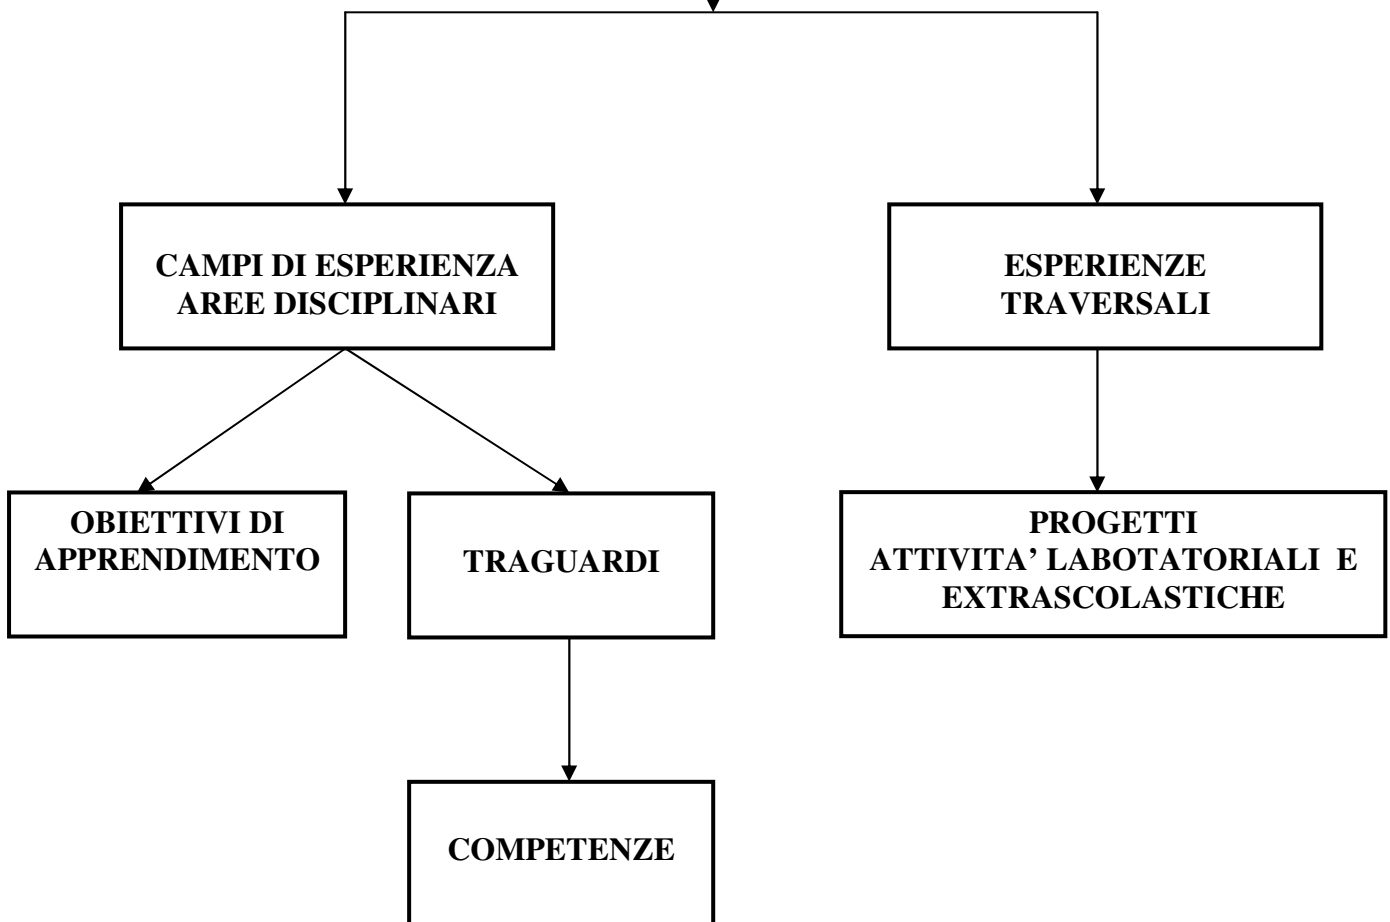 CAMPI DI ESPERIENZA
AREE DISCIPLINARI
ESPERIENZE
TRAVERSALI
OBIETTIVI DI
APPRENDIMENTO
TRAGUARDI
PROGETTI
ATTIVITA’ LABOTATORIALI E
EXTRASCOLASTICHE
COMPETENZE